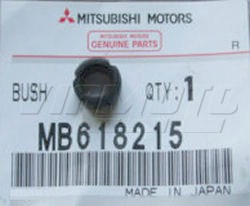 MITSUBISHI MOTORS
MITSUBISHI
MOTORS
GENUINE PARTS
R
BUSH
QTY: 1
MB618215
MADE IN JAPAN